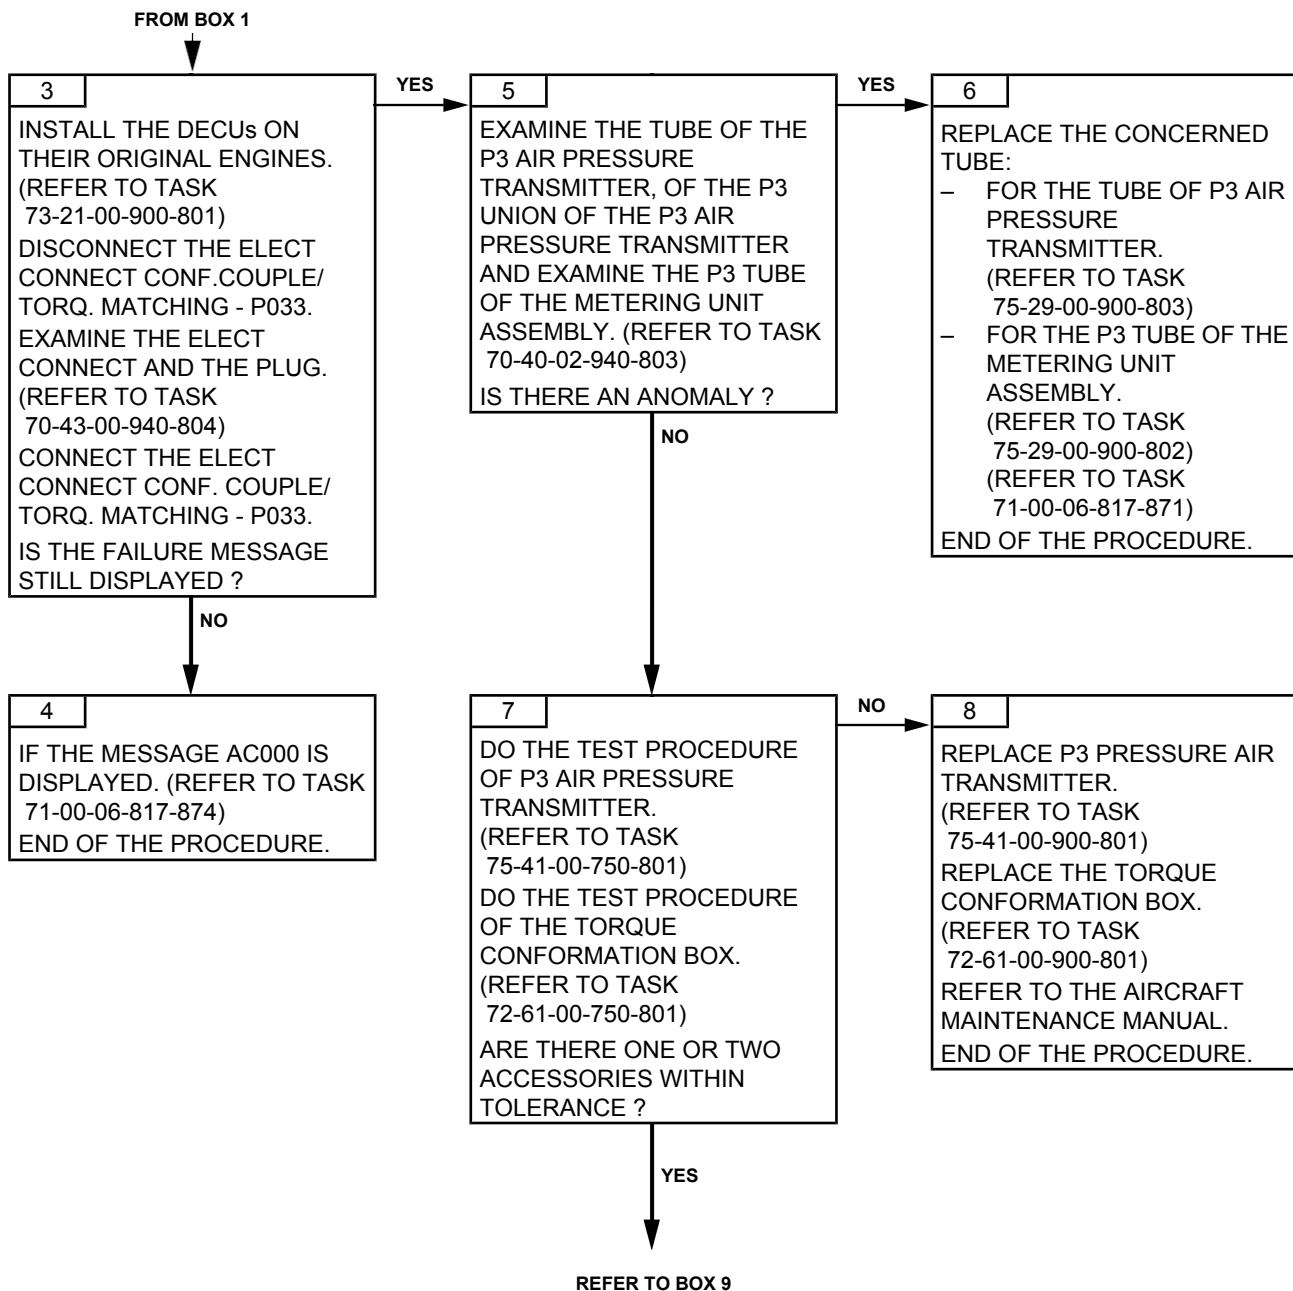 FROM BOX 1
3
INSTALL THE DECUs ON
THEIR ORIGINAL ENGINES.
(REFER TO TASK
73-21-00-900-801)
DISCONNECT THE ELECT
CONNECT CONF.COUPLE/
TORQ. MATCHING - P033.
EXAMINE THE ELECT
CONNECT AND THE PLUG.
(REFER TO TASK
70-43-00-940-804)
CONNECT THE ELECT
CONNECT CONF. COUPLE/
TORQ. MATCHING - P033.
IS THE FAILURE MESSAGE
STILL DISPLAYED ?
YES
NO
4
IF THE MESSAGE AC000 IS
DISPLAYED. (REFER TO TASK
71-00-06-817-874)
END OF THE PROCEDURE.
5
EXAMINE THE TUBE OF THE
P3 AIR PRESSURE
TRANSMITTER, OF THE P3
UNION OF THE P3 AIR
PRESSURE TRANSMITTER
AND EXAMINE THE P3 TUBE
OF THE METERING UNIT
ASSEMBLY. (REFER TO TASK
70-40-02-940-803)
IS THERE AN ANOMALY ?
YES
NO
6
REPLACE THE CONCERNED
TUBE:
– FOR THE TUBE OF P3 AIR
PRESSURE
TRANSMITTER.
(REFER TO TASK
75-29-00-900-803)
– FOR THE P3 TUBE OF THE
METERING UNIT
ASSEMBLY.
(REFER TO TASK
75-29-00-900-802)
(REFER TO TASK
71-00-06-817-871)
END OF THE PROCEDURE.
7
DO THE TEST PROCEDURE
OF P3 AIR PRESSURE
TRANSMITTER.
(REFER TO TASK
75-41-00-750-801)
DO THE TEST PROCEDURE
OF THE TORQUE
CONFORMATION BOX.
(REFER TO TASK
72-61-00-750-801)
ARE THERE ONE OR TWO
ACCESSORIES WITHIN
TOLERANCE ?
NO
YES
8
REPLACE P3 PRESSURE AIR
TRANSMITTER.
(REFER TO TASK
75-41-00-900-801)
REPLACE THE TORQUE
CONFORMATION BOX.
(REFER TO TASK
72-61-00-900-801)
REFER TO THE AIRCRAFT
MAINTENANCE MANUAL.
END OF THE PROCEDURE.
REFER TO BOX 9